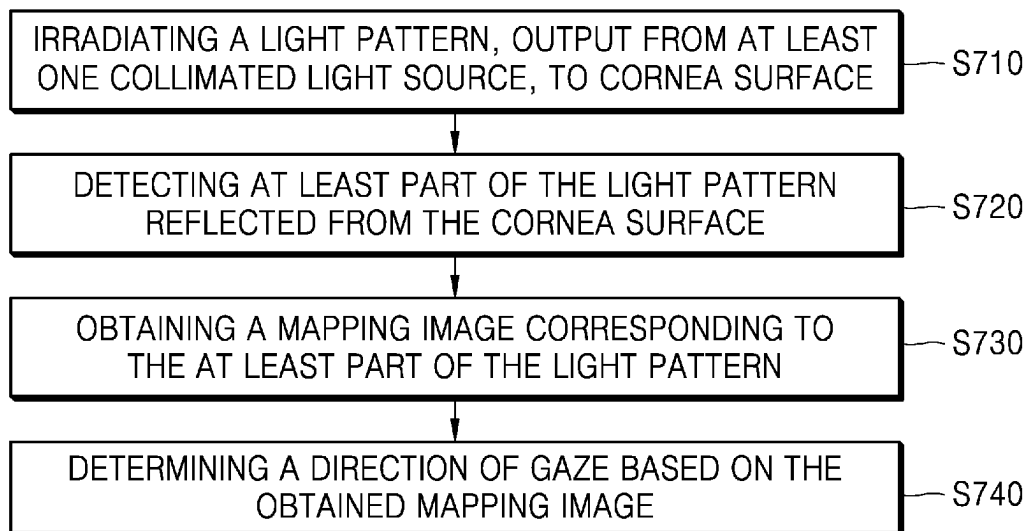 IRRADIATING A LIGHT PATTERN, OUTPUT FROM AT LEAST
ONE COLLIMATED LIGHT SOURCE, TO CORNEA SURFACE
S710
DETECTING AT LEAST PART OF THE LIGHT PATTERN
REFLECTED FROM THE CORNEA SURFACE
S720
OBTAINING A MAPPING IMAGE CORRESPONDING TO
THE AT LEAST PART OF THE LIGHT PATTERN
S730
DETERMINING A DIRECTION OF GAZE BASED ON THE
OBTAINED MAPPING IMAGE
S740